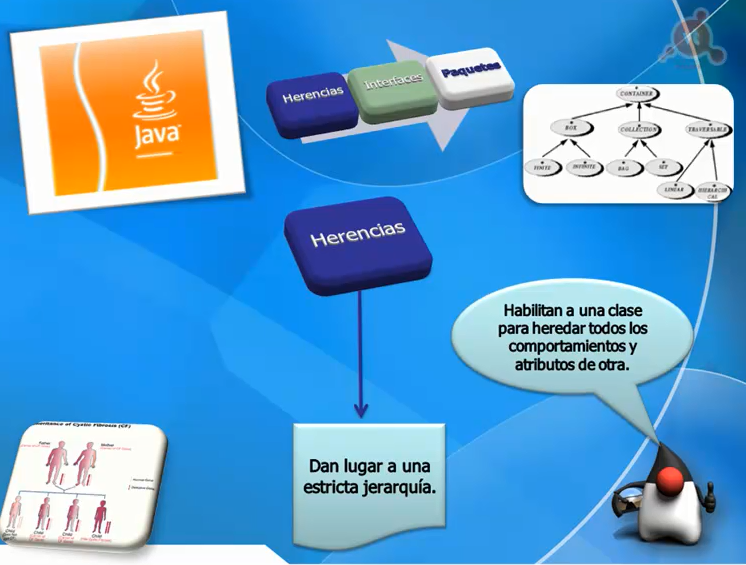 Java
Herencias
Interfaces
Paquetes
CONTAINER
BOX
COLLECTION
TRAVERSABLE
FINITE
INFINITE
BAG
SET
LINEAR
HIERARCHI
CAL
Herencias
Habilitan a una clase
para heredar todos los
comportamientos y
atributos de otra.
Dan lugar a una
estricta jerarquía.
of Cystic Fibrosis (CF)
Father
Mother
Child
Child
Child
Child